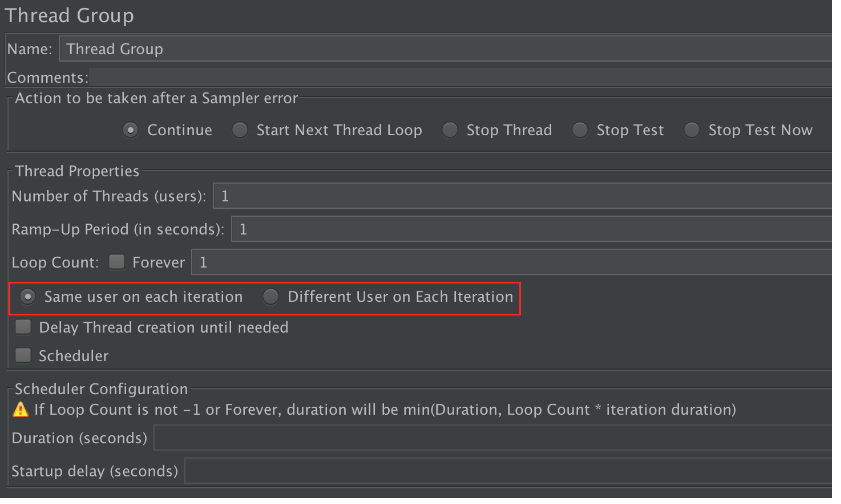 Thread Group
Name: Thread Group
Comments:
Action to be taken after a Sampler error
Continue Start Next Thread Loop Stop Thread Stop Test Stop Test Now
Thread Properties
Number of Threads (users): 1
Ramp-Up Period (in seconds): 1
Loop Count: Forever 1
Same user on each iteration Different User on Each Iteration
Delay Thread creation until needed
Scheduler
Scheduler Configuration
If Loop Count is not -1 or Forever, duration will be min(Duration, Loop Count * iteration duration)
Duration (seconds)
Startup delay (seconds)